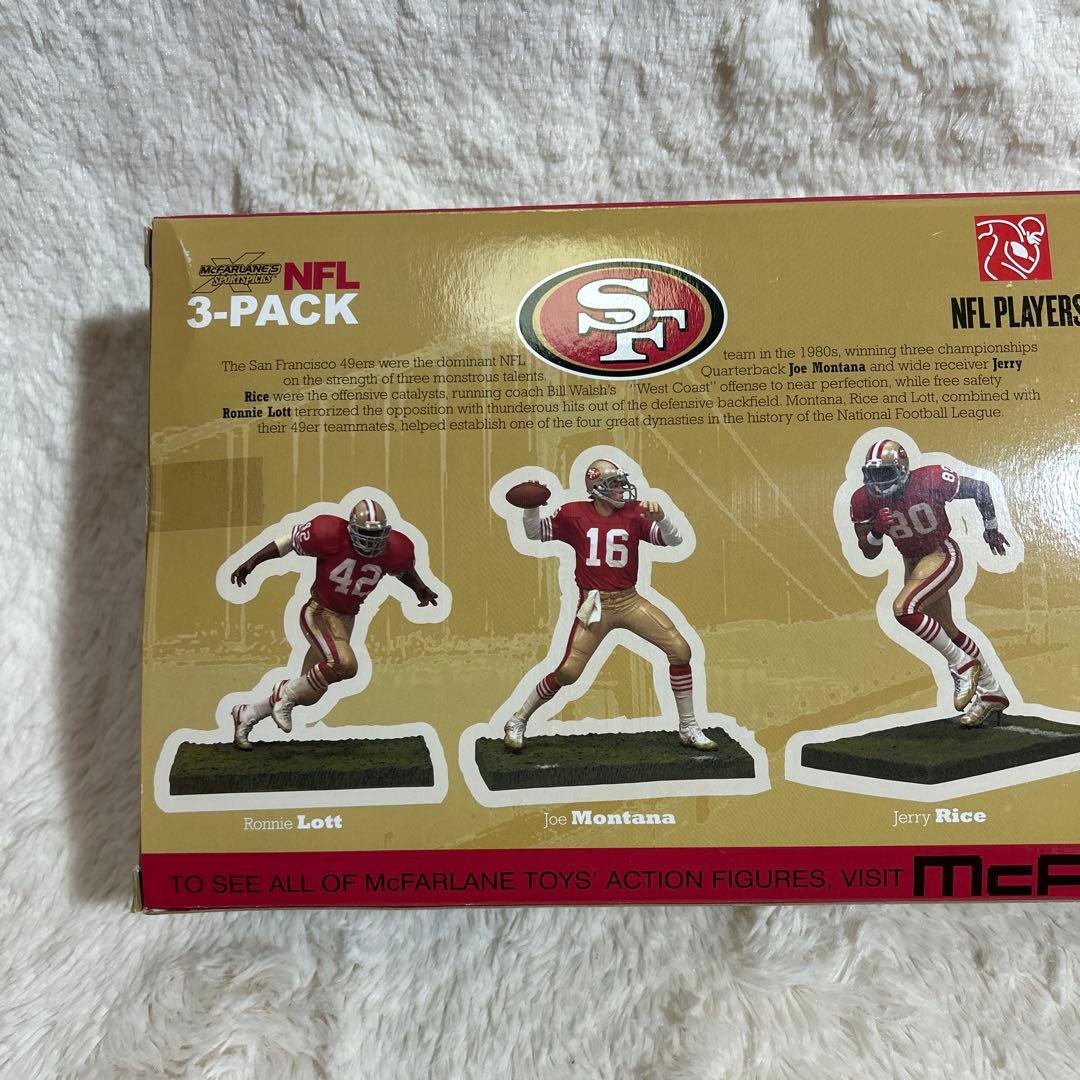 McFARLANE'S
SPORTSPICKS
NFL
3-PACK
SF
NFL PLAYERS
The San Francisco 49ers were the dominant NFL team in the 1980s, winning three championships
on the strength of three monstrous talents. Quarterback Joe Montana and wide receiver Jerry
Rice were the offensive catalysts, running coach Bill Walsh's "West Coast" offense to near perfection, while free safety
Ronnie Lott terrorized the opposition with thunderous hits out of the defensive backfield. Montana, Rice and Lott, combined with
their 49er teammates, helped establish one of the four great dynasties in the history of the National Football League.
42
42
16
80
Ronnie Lott
Joe Montana
Jerry Rice
TO SEE ALL OF McFARLANE TOYS' ACTION FIGURES, VISIT